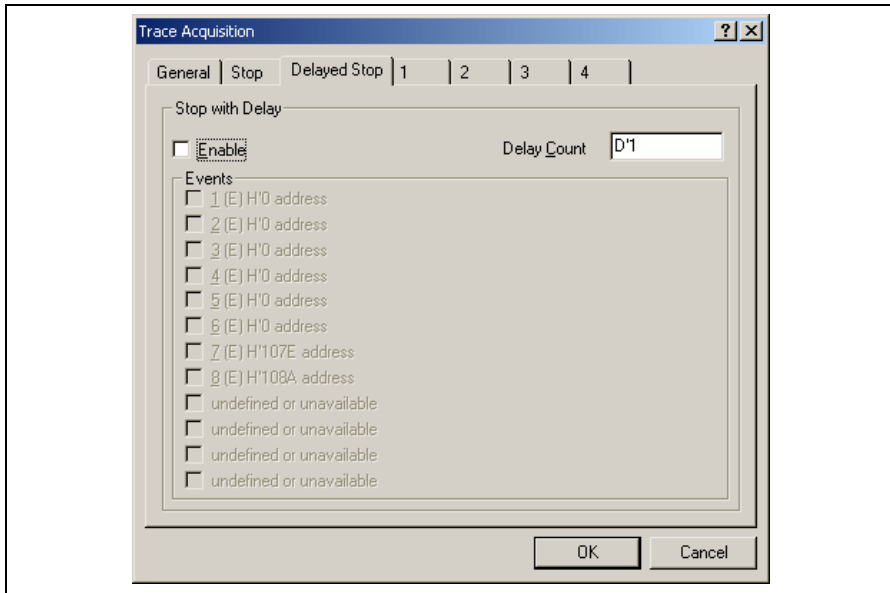 Trace Acquisition
General Stop Delayed Stop 1 2 3 4
Stop with Delay
Enable Delay Count D'1
Events
1 (E) H'0 address
2 (E) H'0 address
3 (E) H'0 address
4 (E) H'0 address
5 (E) H'0 address
6 (E) H'0 address
7 (E) H'107E address
8 (E) H'108A address
undefined or unavailable
undefined or unavailable
undefined or unavailable
undefined or unavailable
OK Cancel